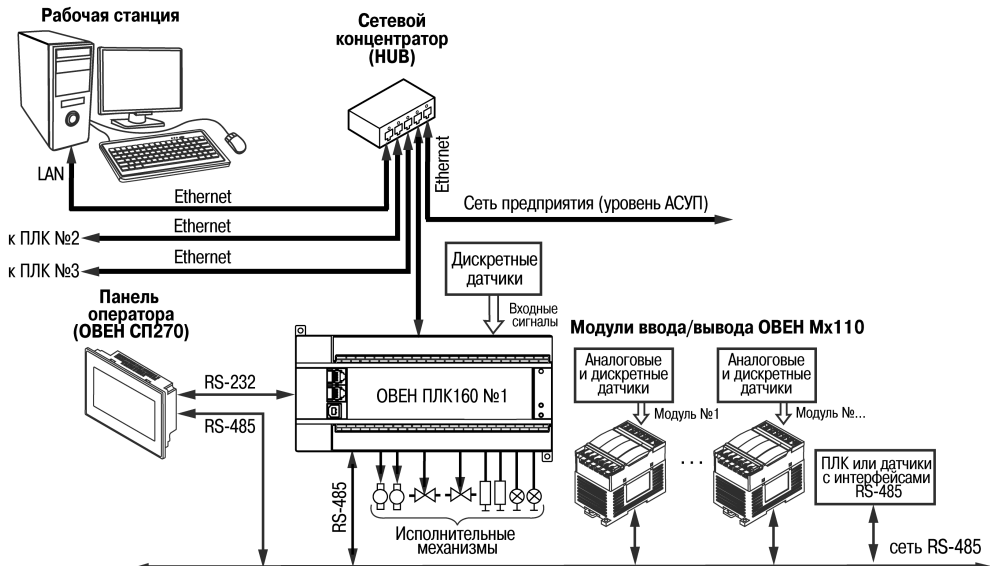 Рабочая станция
Сетевой
концентратор
(HUB)
LAN
Ethernet
Ethernet
Сеть предприятия (уровень АСУП)
Ethernet
к ПЛК №2
Ethernet
к ПЛК №3
Дискретные
датчики
Входные
сигналы
Панель
оператора
(ОВЕН СП270)
Модули ввода/вывода ОВЕН Мх110
Аналоговые
и дискретные
датчики
Аналоговые
и дискретные
датчики
RS-232
ОВЕН ПЛК160 №1
RS-485
Модуль №1
Модуль №...
...
ПЛК или датчики
с интерфейсами
RS-485
RS-485
Исполнительные
механизмы
сеть RS-485